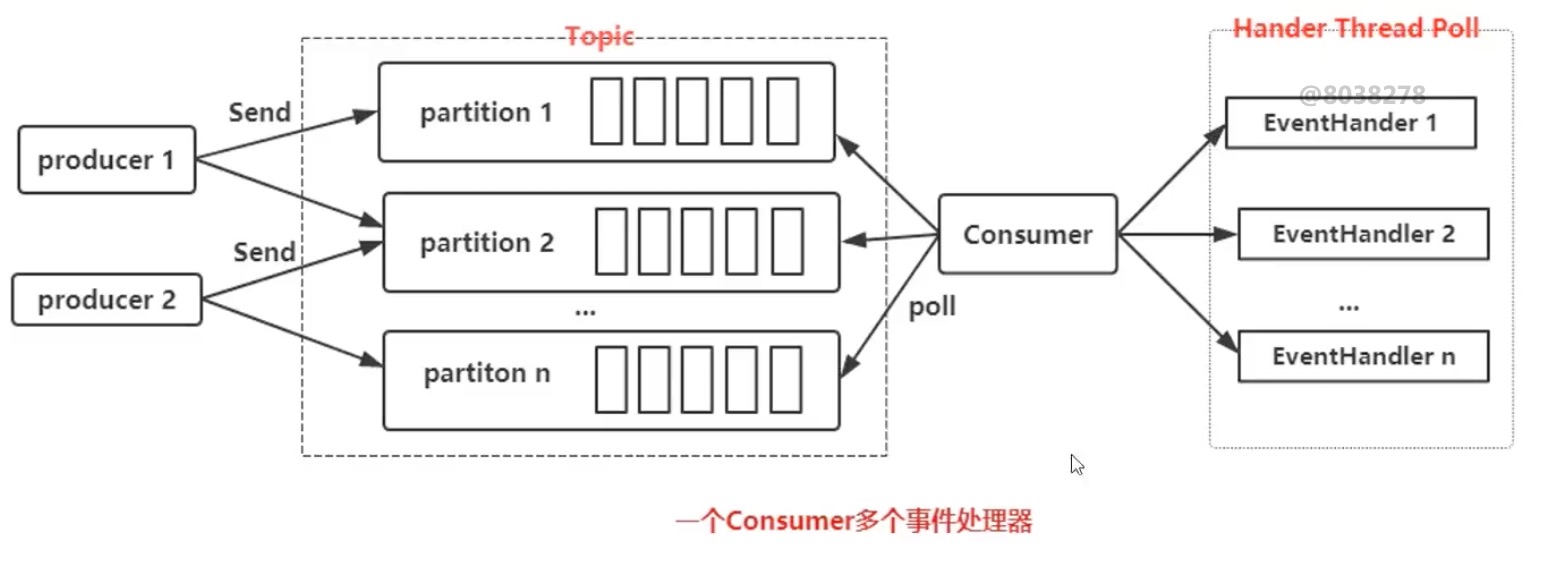 Topic
Hander Thread Poll
@8038278
Send
partition 1
EventHander 1
producer 1
partition 2
Consumer
EventHandler 2
Send
producer 2
...
poll
...
partiton n
EventHandler n
一个Consumer多个事件处理器